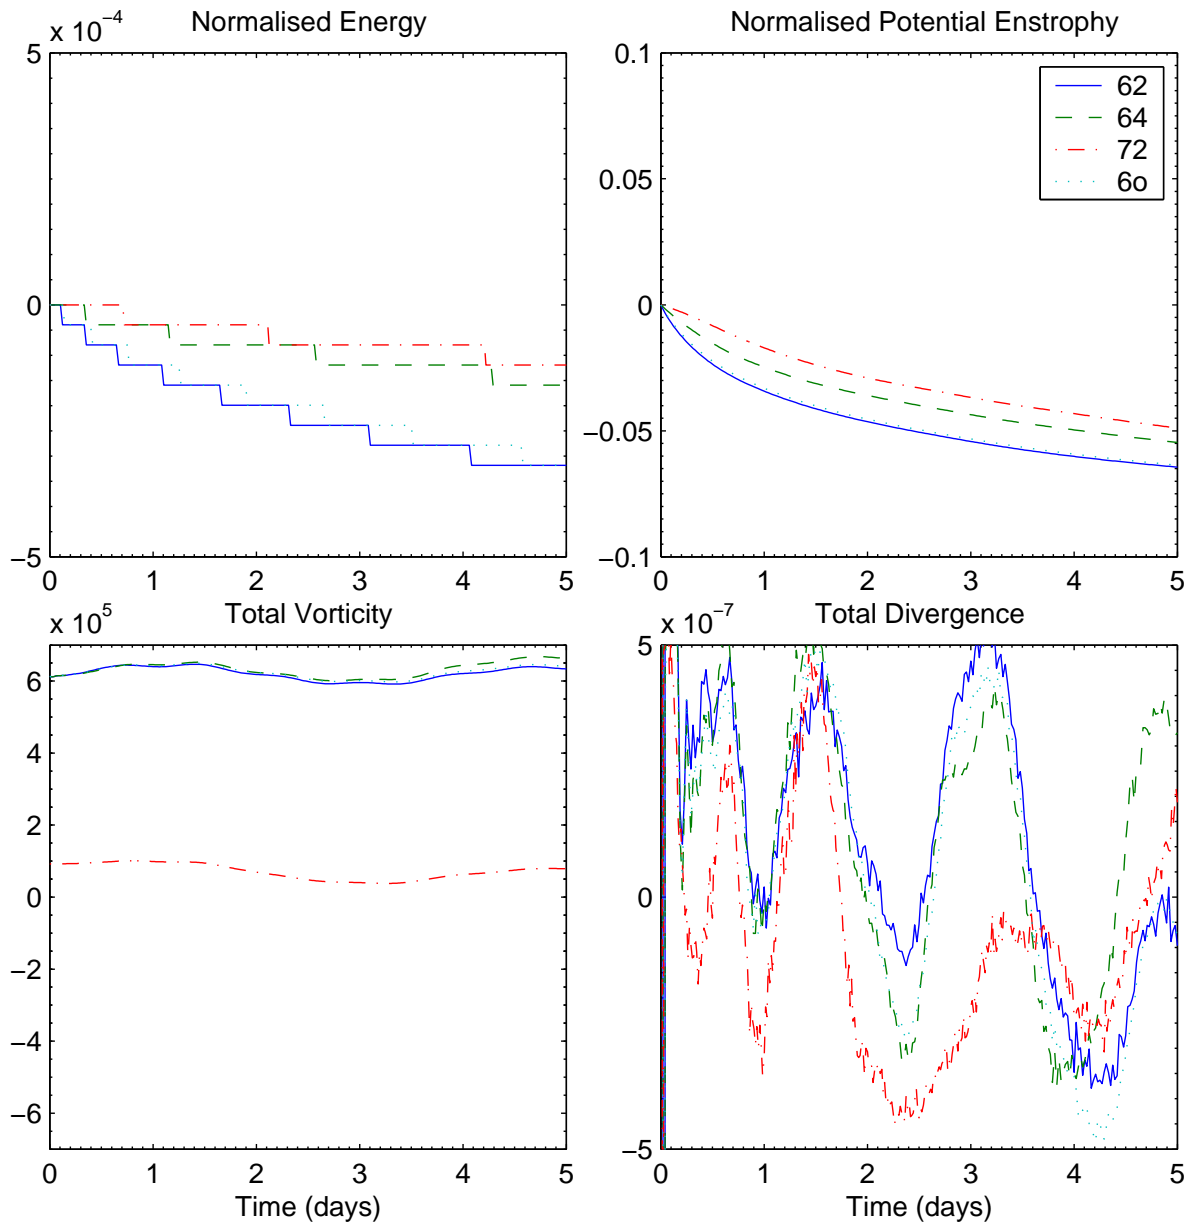 x 10−4
Normalised Energy
5
0
−5
0 1 2 3 4 5
Normalised Potential Enstrophy
0.1
0.05
0
−0.05
−0.1
0 1 2 3 4 5
62
64
72
6o
x 105
Total Vorticity
6
4
2
0
−2
−4
−6
0 1 2 3 4 5
Time (days)
x 10−7
Total Divergence
5
0
−5
0 1 2 3 4 5
Time (days)